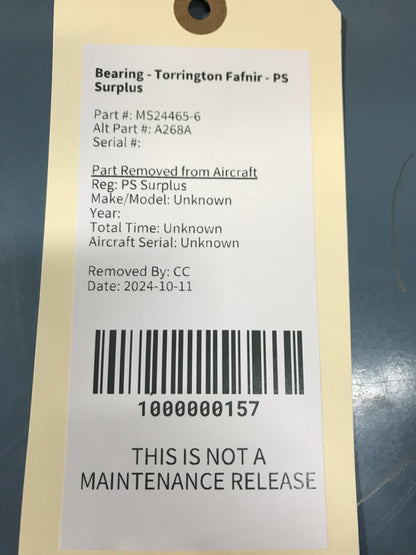 Bearing - Torrington Fafnir - PS
Surplus
Part #: MS24465-6
Alt Part #: A268A
Serial #:
Part Removed from Aircraft
Reg: PS Surplus
Make/Model: Unknown
Year:
Total Time: Unknown
Aircraft Serial: Unknown
Removed By: CC
Date: 2024-10-11
1000000157
THIS IS NOT A
MAINTENANCE RELEASE